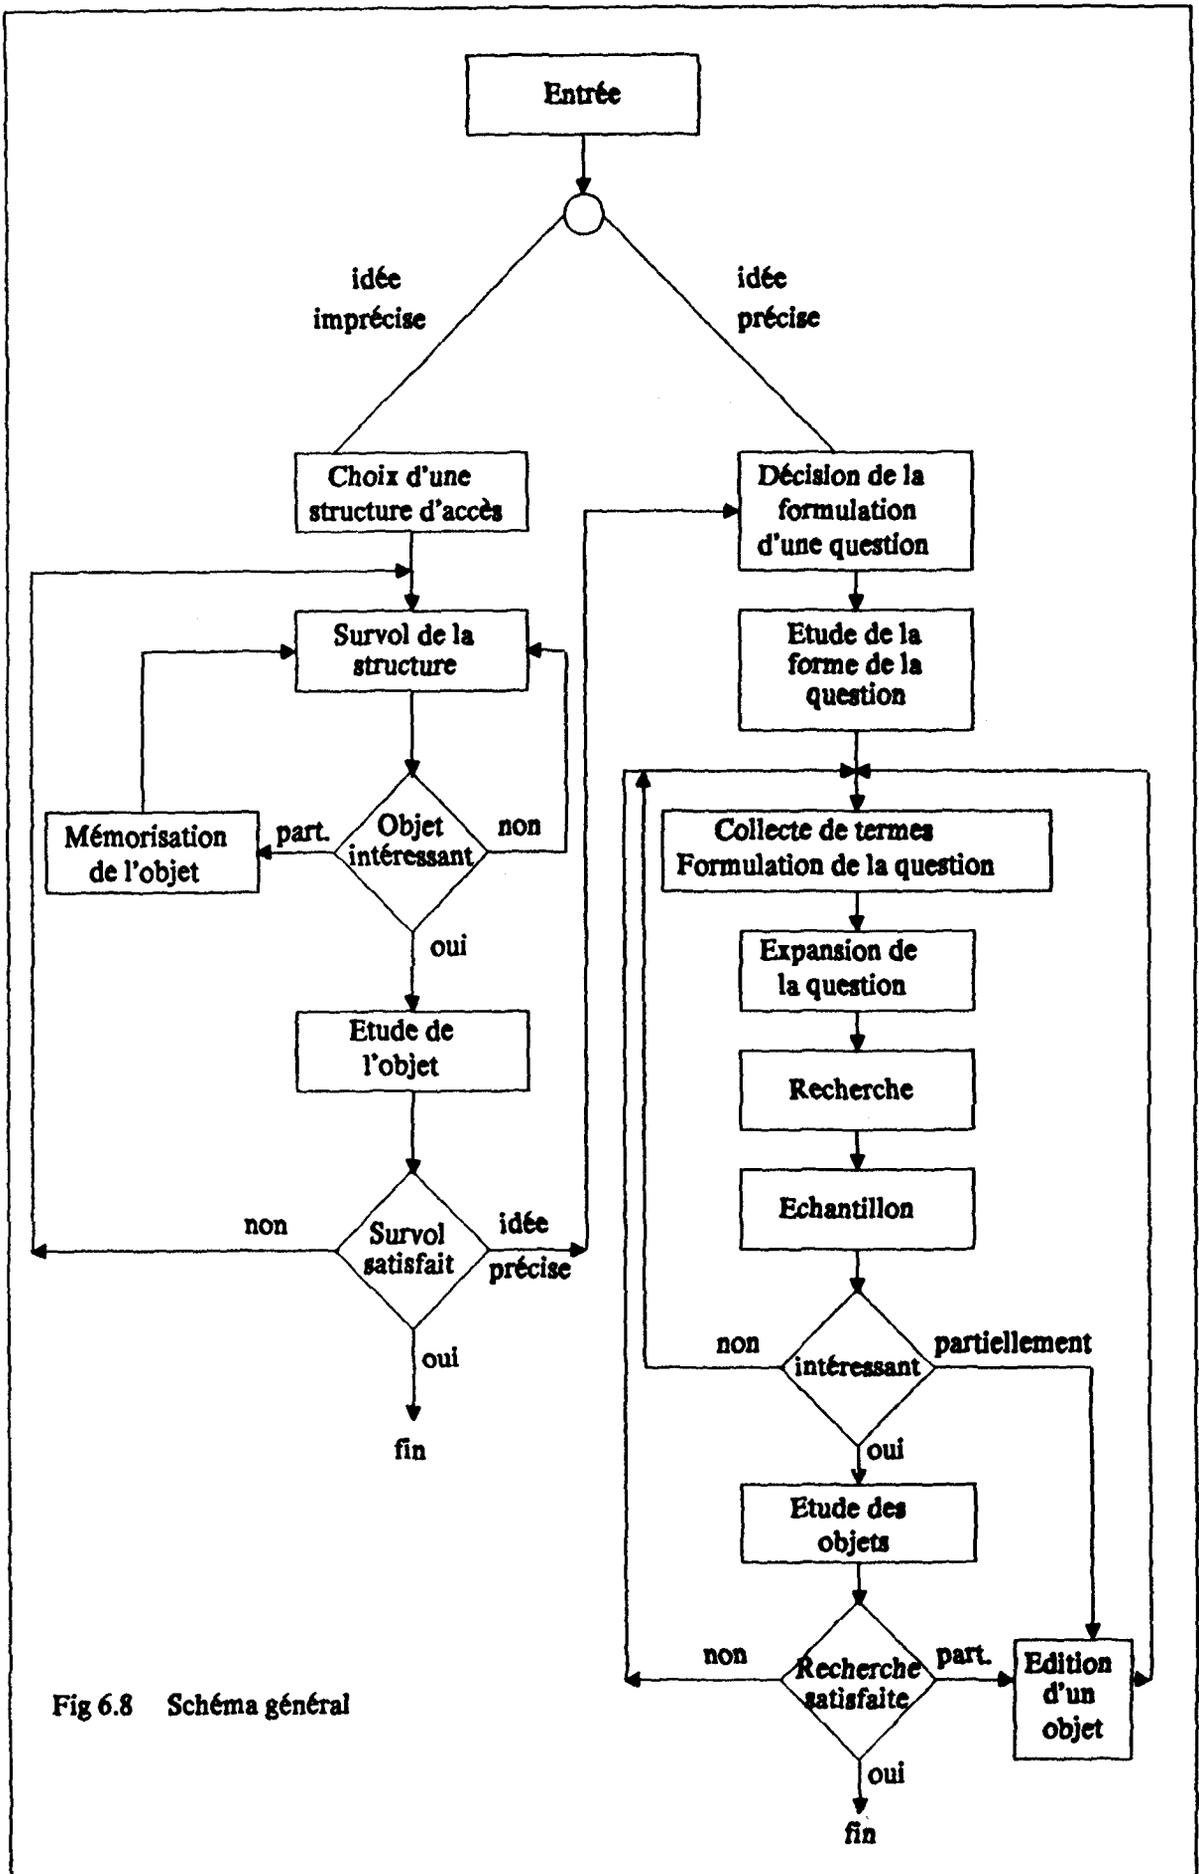 Entrée
idée
imprécise
idée
précise
Choix d'une
structure d'accès
Survol de la
structure
Mémorisation
de l'objet
part.
Objet
intéressant
non
oui
Etude de
l'objet
non
Survol
satisfait
idée
précise
oui
fin
Décision de la
formulation
d'une question
Etude de la
forme de la
question
Collecte de termes
Formulation de la question
Expansion de
la question
Recherche
Echantillon
non
intéressant
partiellement
oui
Etude des
objets
non
Recherche
satisfaite
part.
Edition
d'un
objet
oui
fin
Fig 6.8 Schéma général